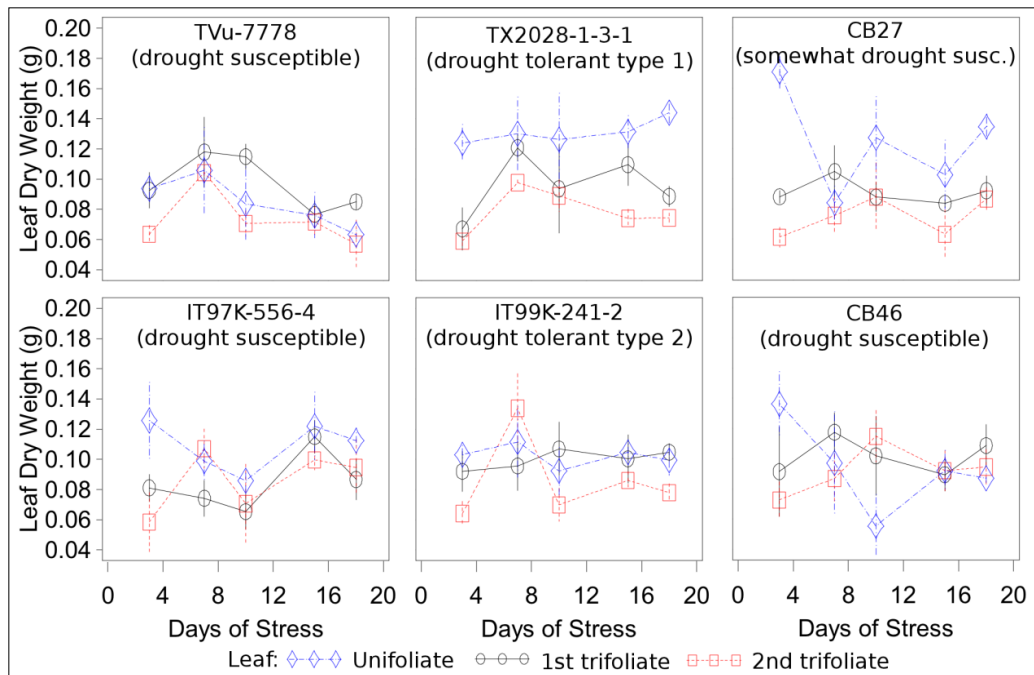 TVu-7778
(drought susceptible)
TX2028-1-3-1
(drought tolerant type 1)
CB27
(somewhat drought susc.)
Leaf Dry Weight (g)
0.20
0.18
0.16
0.14
0.12
0.10
0.08
0.06
0.04
IT97K-556-4
(drought susceptible)
IT99K-241-2
(drought tolerant type 2)
CB46
(drought susceptible)
Leaf Dry Weight (g)
0.20
0.18
0.16
0.14
0.12
0.10
0.08
0.06
0.04
0 4 8 12 16 20
0 4 8 12 16 20
0 4 8 12 16 20
Days of Stress
Days of Stress
Days of Stress
Leaf: Unifoliate 1st trifoliate 2nd trifoliate